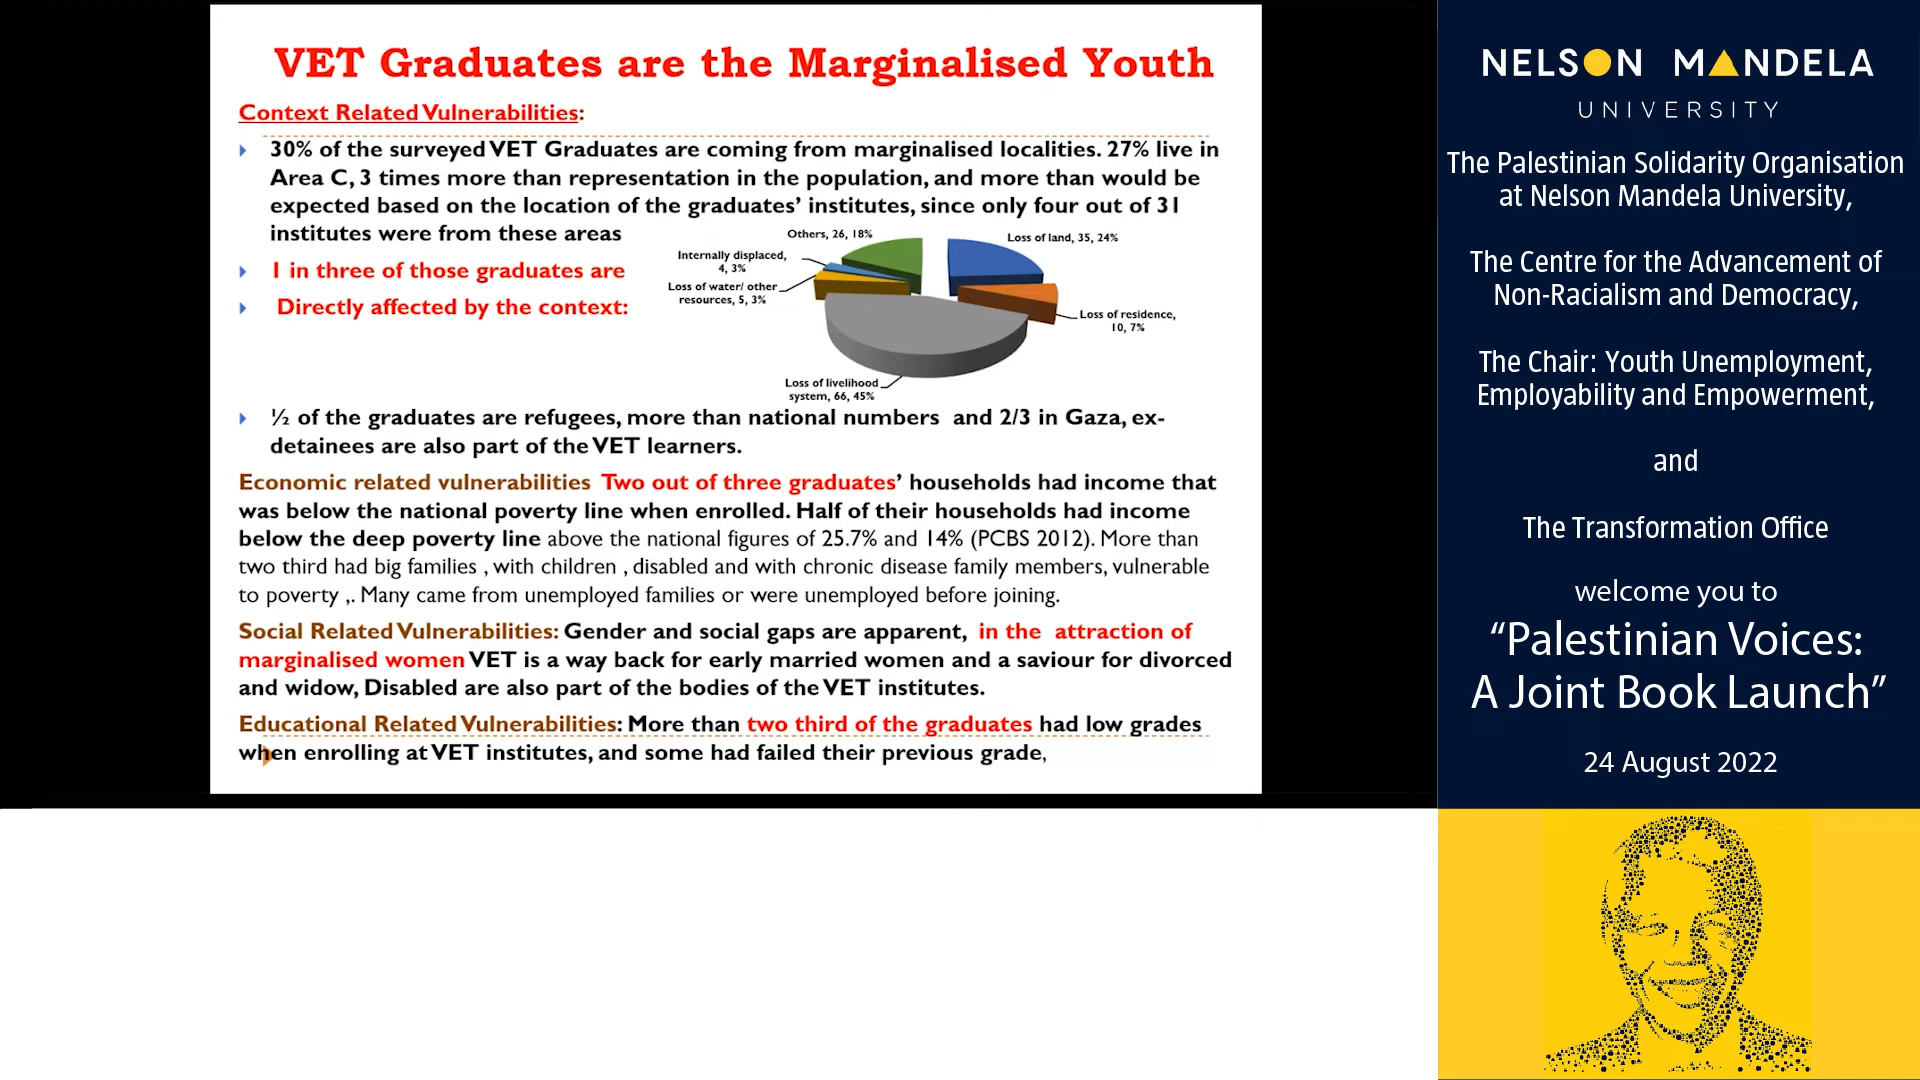 VET Graduates are the Marginalised Youth
Context Related Vulnerabilities:
30% of the surveyed VET Graduates are coming from marginalised localities. 27% live in
Area C, 3 times more than representation in the population, and more than would be
expected based on the location of the graduates’ institutes, since only four out of 31
institutes were from these areas
1 in three of those graduates are
Directly affected by the context:
Others, 26, 18%
Loss of land, 35, 24%
Internally displaced,
4, 3%
Loss of water/ other
resources, 5, 3%
Loss of residence,
10, 7%
Loss of livelihood
system, 66, 45%
½ of the graduates are refugees, more than national numbers and 2/3 in Gaza, ex-
detainees are also part of the VET learners.
Economic related vulnerabilities Two out of three graduates’ households had income that
was below the national poverty line when enrolled. Half of their households had income
below the deep poverty line above the national figures of 25.7% and 14% (PCBS 2012). More than
two third had big families , with children , disabled and with chronic disease family members, vulnerable
to poverty ,. Many came from unemployed families or were unemployed before joining.
Social Related Vulnerabilities: Gender and social gaps are apparent, in the attraction of
marginalised women VET is a way back for early married women and a saviour for divorced
and widow, Disabled are also part of the bodies of the VET institutes.
Educational Related Vulnerabilities: More than two third of the graduates had low grades
when enrolling at VET institutes, and some had failed their previous grade,
NELSON MANDELA
UNIVERSITY
The Palestinian Solidarity Organisation
at Nelson Mandela University,
The Centre for the Advancement of
Non-Racialism and Democracy,
The Chair: Youth Unemployment,
Employability and Empowerment,
and
The Transformation Office
welcome you to
“Palestinian Voices:
A Joint Book Launch”
24 August 2022